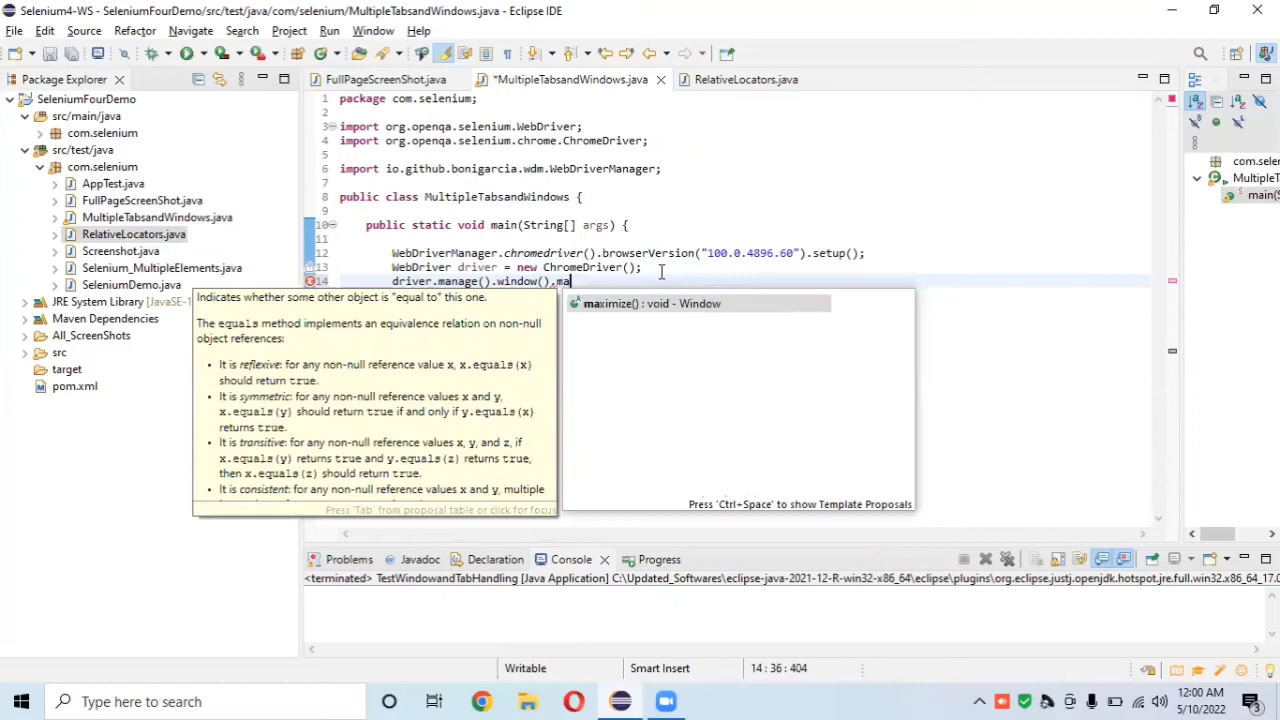 Selenium4-WS - SeleniumFourDemo/src/test/java/com/selenium/MultipleTabsandWindows.java - Eclipse IDE
File Edit Source Refactor Navigate Search Project Run Window Help
Package Explorer
FullPageScreenShot.java
*MultipleTabsandWindows.java
RelativeLocators.java
SeleniumFourDemo
src/main/java
com.selenium
src/test/java
com.selenium
AppTest.java
FullPageScreenShot.java
MultipleTabsandWindows.java
RelativeLocators.java
Screenshot.java
Selenium_MultipleElements.java
SeleniumDemo.java
JRE System Library [JavaSE-1
Maven Dependencies
All_ScreenShots
src
target
pom.xml
1 package com.selenium;
2
3 import org.openqa.selenium.WebDriver;
4 import org.openqa.selenium.chrome.ChromeDriver;
5
6 import io.github.bonigarcia.wdm.WebDriverManager;
7
8 public class MultipleTabsandWindows {
9
10 public static void main(String[] args) {
11
12 WebDriverManager.chromedriver().browserVersion("100.0.4896.60").setup();
13 WebDriver driver = new ChromeDriver();
14 driver.manage().window().ma
Indicates whether some other object is "equal to" this one.
The equals method implements an equivalence relation on non-null
object references:
• It is reflexive: for any non-null reference value x, x.equals(x)
should return true.
• It is symmetric: for any non-null reference values x and y,
x.equals(y) should return true if and only if y.equals(x)
returns true.
• It is transitive: for any non-null reference values x, y, and z, if
x.equals(y) returns true and y.equals(z) returns true,
then x.equals(z) should return true.
• It is consistent: for any non-null reference values x and y, multiple
Press 'Tab' from proposal table or click for focus
maximize() : void - Window
Press 'Ctrl+Space' to show Template Proposals
com.sele
MultipleT
main(S
Problems Javadoc Declaration Console Progress
<terminated> TestWindowandTabHandling [Java Application] C:\Updated_Softwares\eclipse-java-2021-12-R-win32-x86_64\eclipse\plugins\org.eclipse.justj.openjdk.hotspot.jre.full.win32.x86_64_17.0
Writable
Smart Insert
14 : 36 : 404
Type here to search
12:00 AM
5/10/2022
3